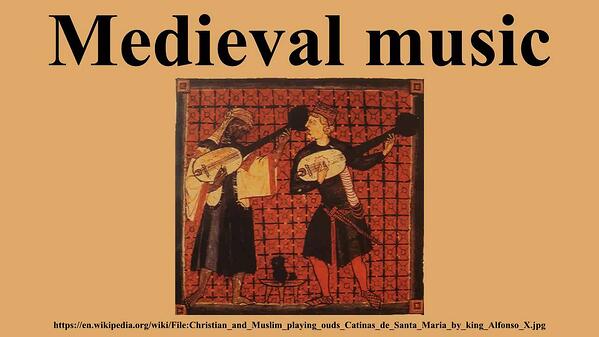 Medieval music
https://en.wikipedia.org/wiki/File:Christian_and_Muslim_playing_ouds_Catinas_de_Santa_Maria_by_king_Alfonso_X.jpg